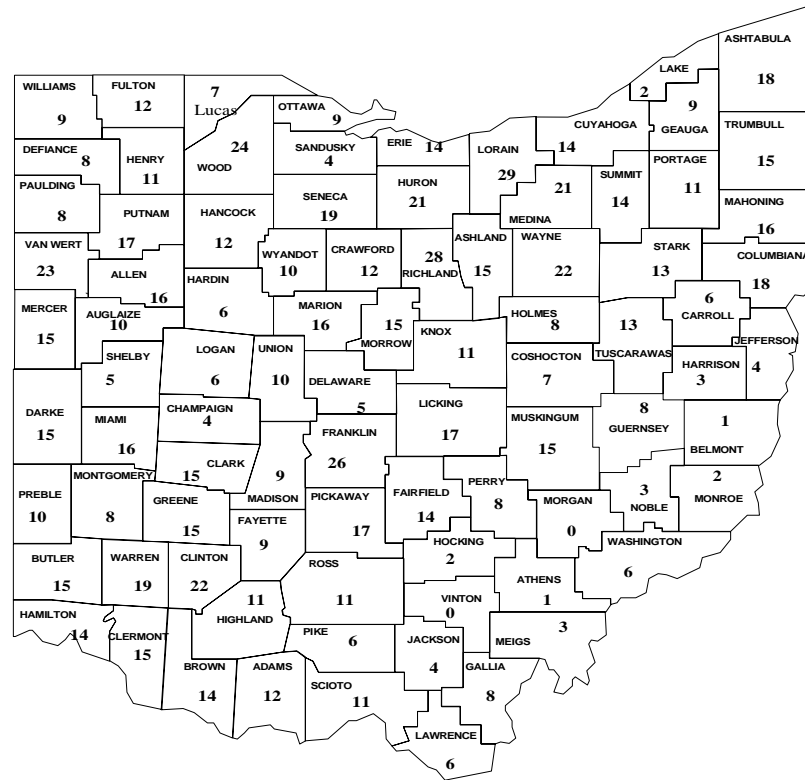 ASHTABULA
18
LAKE
2
9
GEAUGA
WILLIAMS
9
FULTON
12
7
Lucas
OTTAWA
9
CUYAHOGA
14
TRUMBULL
15
DEFIANCE
8
HENRY
11
24
WOOD
SANDUSKY
4
ERIE 14
LORAIN
29
21
MEDINA
SUMMIT
14
PORTAGE
11
PAULDING
8
PUTNAM
17
HANCOCK
12
SENECA
19
HURON
21
MAHONING
16
VAN WERT
23
ALLEN
16
WYANDOT
10
CRAWFORD
12
28
RICHLAND
ASHLAND
15
WAYNE
22
STARK
13
COLUMBIANA
18
HARDIN
6
MERCER
15
AUGLAIZE
10
MARION
16
15
MORROW
KNOX
11
HOLMES
8
13
TUSCARAWAS
6
CARROLL
JEFFERSON
4
SHELBY
5
LOGAN
6
UNION
10
DELAWARE
5
COSHOCTON
7
HARRISON
3
DARKE
15
MIAMI
16
CHAMPAIGN
4
LICKING
17
MUSKINGUM
15
8
GUERNSEY
1
BELMONT
CLARK
15
FRANKLIN
26
9
MADISON
PREBLE
10
MONTGOMERY
8
GREENE
15
PICKAWAY
17
FAIRFIELD
14
PERRY
8
MORGAN
0
3
NOBLE
2
MONROE
FAYETTE
9
HOCKING
2
WASHINGTON
6
BUTLER
15
WARREN
19
CLINTON
22
ROSS
11
VINTON
0
ATHENS
1
11
HIGHLAND
HAMILTON
14
CLERMONT
15
PIKE
6
JACKSON
4
3
MEIGS
BROWN
14
ADAMS
12
SCIOTO
11
GALLIA
8
LAWRENCE
6